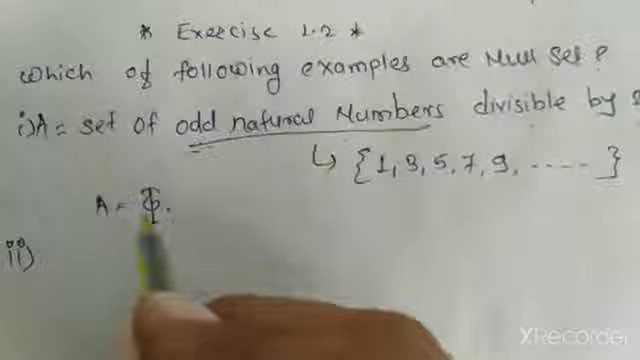 * Exercise 1.2 *
Which of following examples are Null set ?
i) A = set of odd natural Numbers divisible by
↳ {1, 3, 5, 7, 9, .....}
A = φ.
ii)
XRecorder